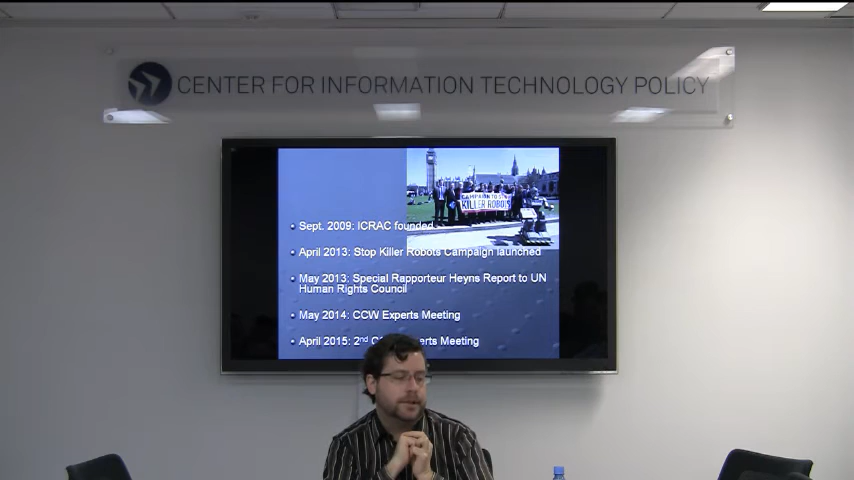 CENTER FOR INFORMATION TECHNOLOGY POLICY
CAMPAIGN TO STOP
KILLER ROBOTS
Sept. 2009: ICRAC founded
April 2013: Stop Killer Robots Campaign launched
May 2013: Special Rapporteur Heyns Report to UN
Human Rights Council
May 2014: CCW Experts Meeting
April 2015: 2nd Experts Meeting